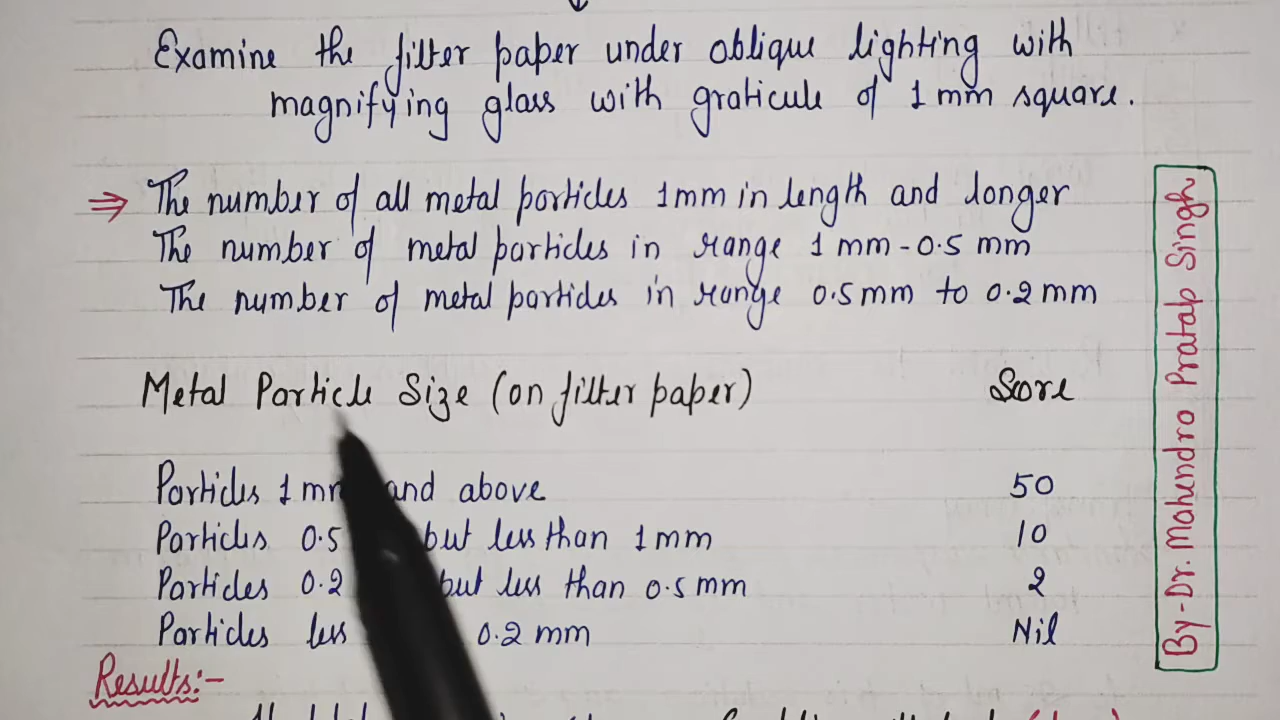 Examine the filter paper under oblique lighting with
magnifying glass with graticule of 1 mm square.
⇒ The number of all metal particles 1mm in length and longer
The number of metal particles in range 1 mm - 0.5 mm
The number of metal particles in range 0.5mm to 0.2mm
Metal Particle Size (on filter paper) Score
Particles 1 and above 50
Particles 0.5 but less than 1 mm 10
Particles 0.2 but less than 0.5 mm 2
Particles less 0.2 mm Nil
Results:-
By-Dr. Mahendra Pratap Singh